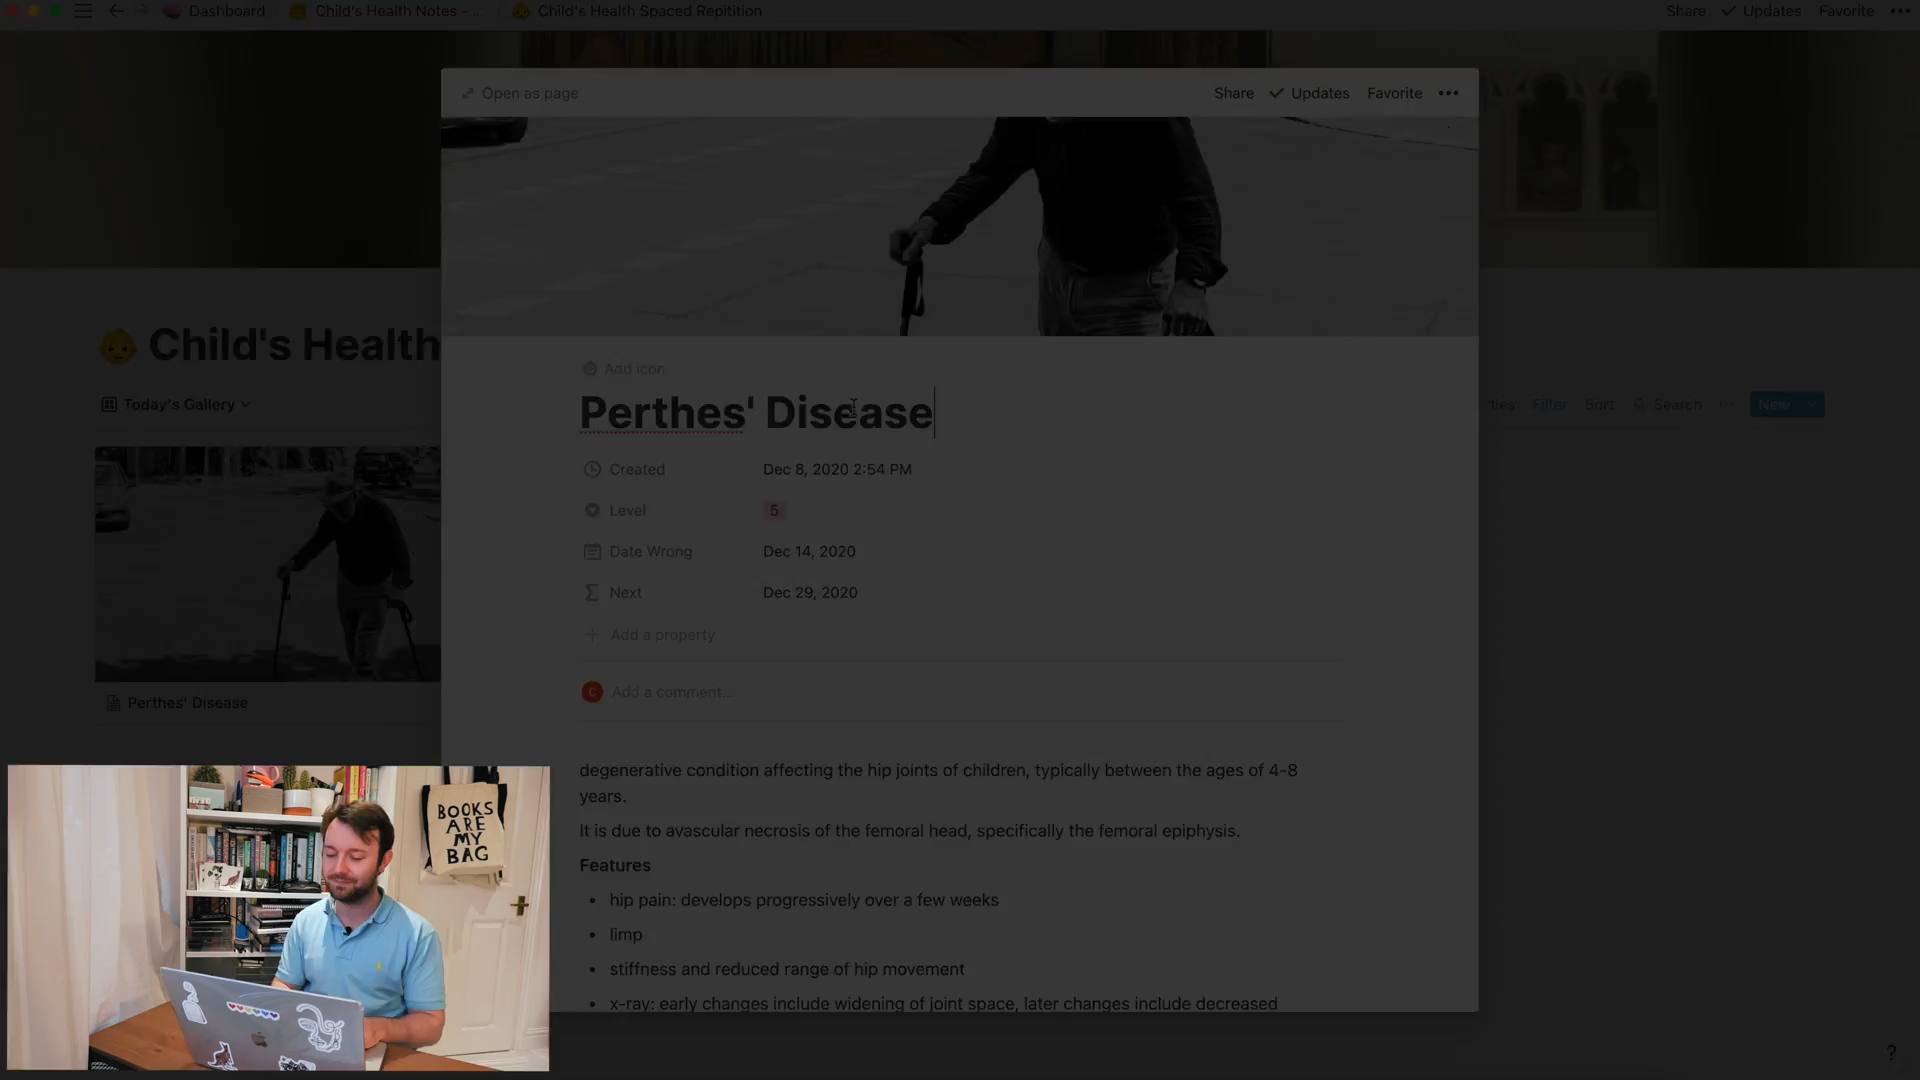 Dashboard
Child's Health Notes - ...
Child's Health Spaced Repitition
Share
Updates
Favorite
Open as page
Share
Updates
Favorite
Child's Health
Today's Gallery
Filter
Sort
Search
New
Add icon
Perthes' Disease
Created
Dec 8, 2020 2:54 PM
Level
5
Date Wrong
Dec 14, 2020
Next
Dec 29, 2020
Add a property
C
Add a comment...
Perthes' Disease
degenerative condition affecting the hip joints of children, typically between the ages of 4-8
years.
It is due to avascular necrosis of the femoral head, specifically the femoral epiphysis.
Features
• hip pain: develops progressively over a few weeks
• limp
• stiffness and reduced range of hip movement
• x-ray: early changes include widening of joint space, later changes include decreased
BOOKS
ARE
MY
BAG
?